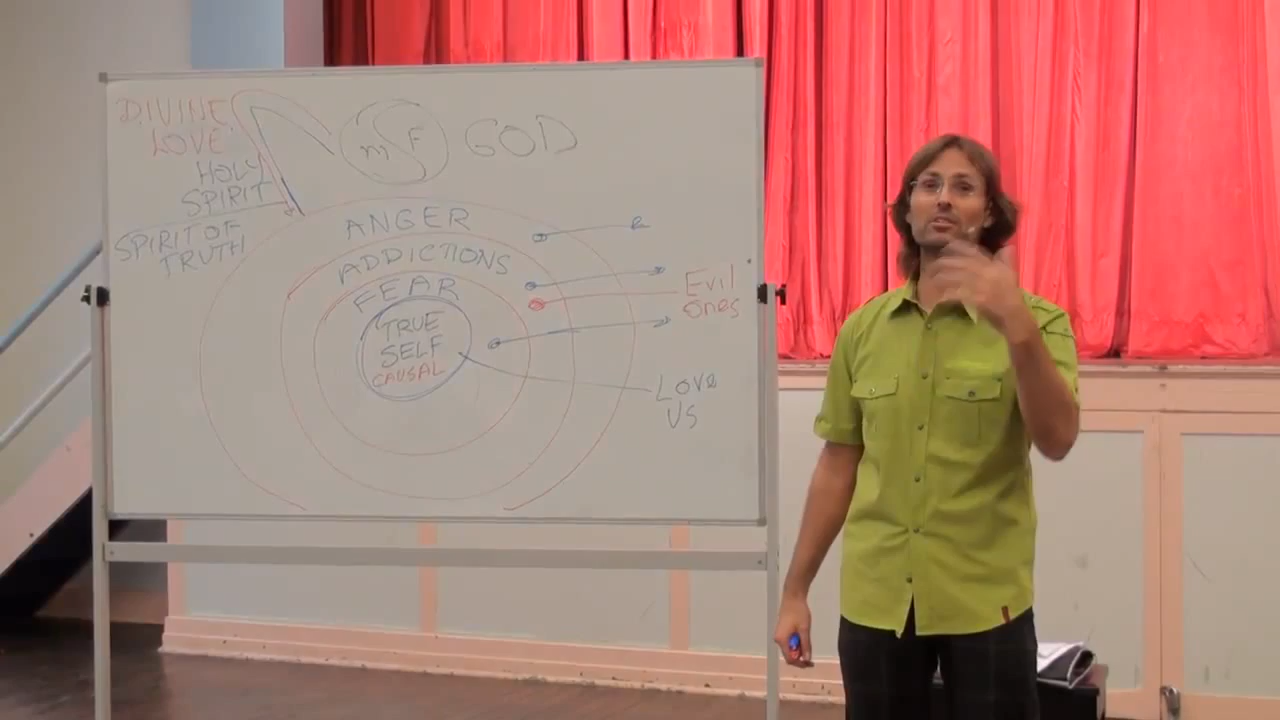 DIVINE
LOVE
HOLY
SPIRIT
SPIRIT OF
TRUTH
m F
GOD
ANGER
ADDICTIONS
FEAR
TRUE
SELF
CAUSAL
EVil
ones
LOVe
US